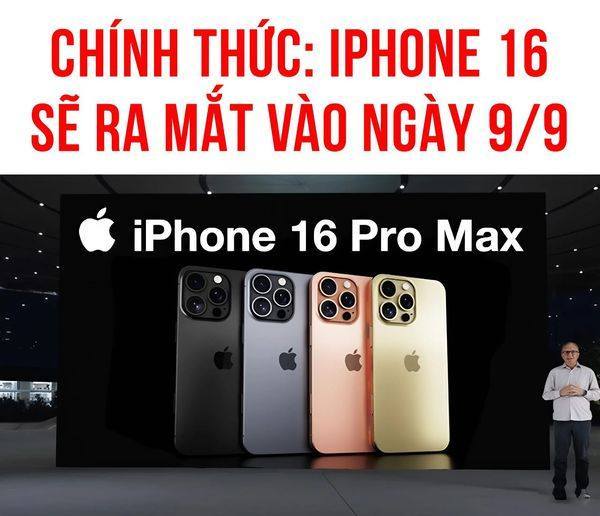 CHÍNH THỨC: IPHONE 16
SẼ RA MẮT VÀO NGÀY 9/9
iPhone 16 Pro Max